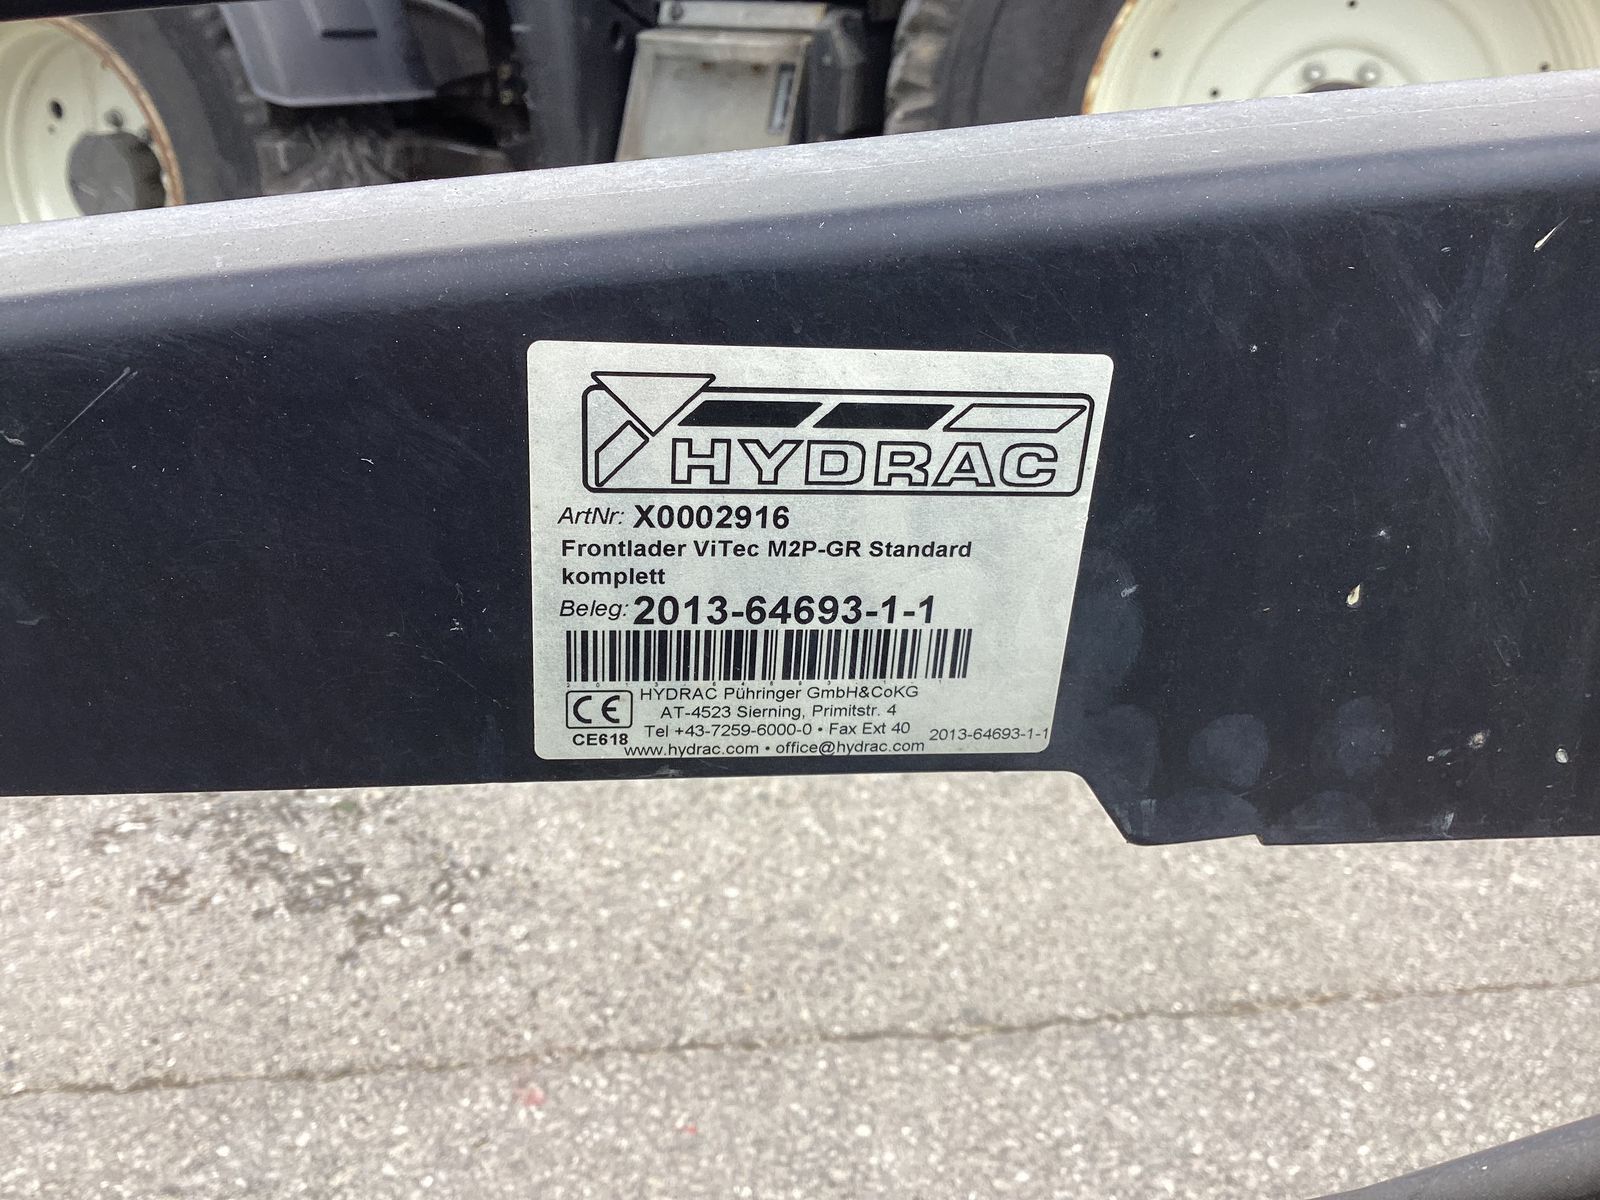 HYDRAC
ArtNr: X0002916
Frontlader ViTec M2P-GR Standard
komplett
Beleg: 2013-64693-1-1
HYDRAC Pühringer GmbH&CoKG
AT-4523 Sierning, Primitstr. 4
Tel +43-7259-6000-0 • Fax Ext 40
2013-64693-1-1
CE
CE618
www.hydrac.com • office@hydrac.com